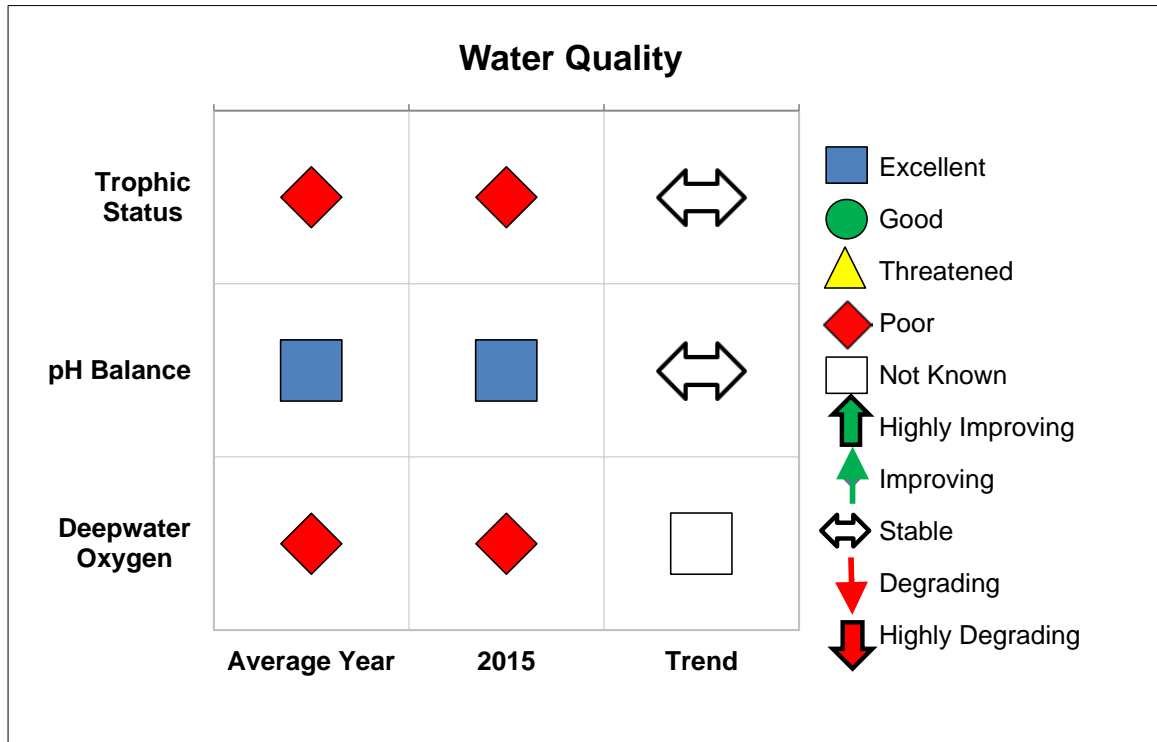 Water Quality
Trophic
Status
pH Balance
Deepwater
Oxygen
Average Year
2015
Trend
Excellent
Good
Threatened
Poor
Not Known
Highly Improving
Improving
Stable
Degrading
Highly Degrading